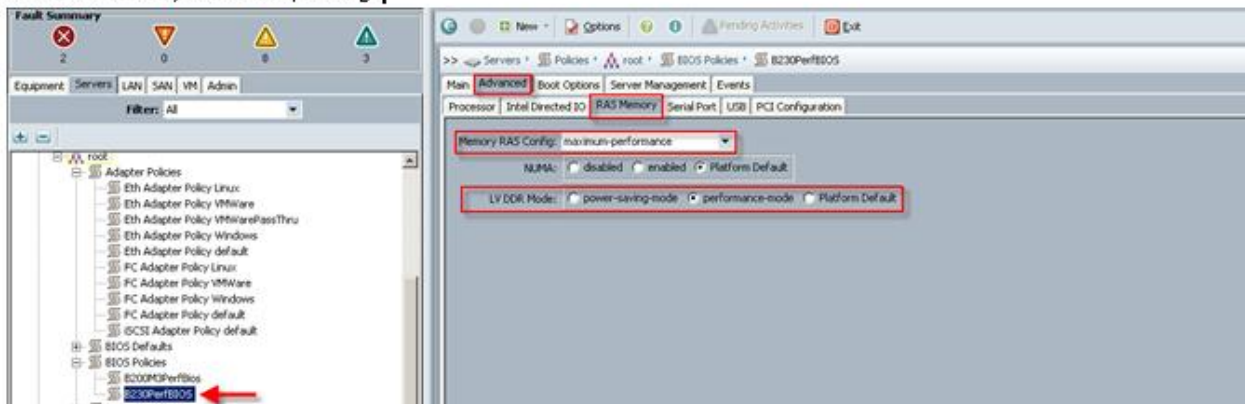 Fault Summary
2 0 8 3
Equipment Servers LAN SAN VM Admin
Filter: All
root
Adapter Policies
Eth Adapter Policy Linux
Eth Adapter Policy VMWare
Eth Adapter Policy VMWarePassThru
Eth Adapter Policy Windows
Eth Adapter Policy default
FC Adapter Policy Linux
FC Adapter Policy VMWare
FC Adapter Policy Windows
FC Adapter Policy default
iSCSI Adapter Policy default
BIOS Defaults
BIOS Policies
B200M3PerfBios
B230PerfBIOS
New Options Pending Activities Exit
>> Servers Policies root BIOS Policies B230PerfBIOS
Main Advanced Boot Options Server Management Events
Processor Intel Directed IO RAS Memory Serial Port USB PCI Configuration
Memory RAS Config: maximum-performance
NUMA: disabled enabled Platform Default
LV DDR Mode: power-saving-mode performance-mode Platform Default